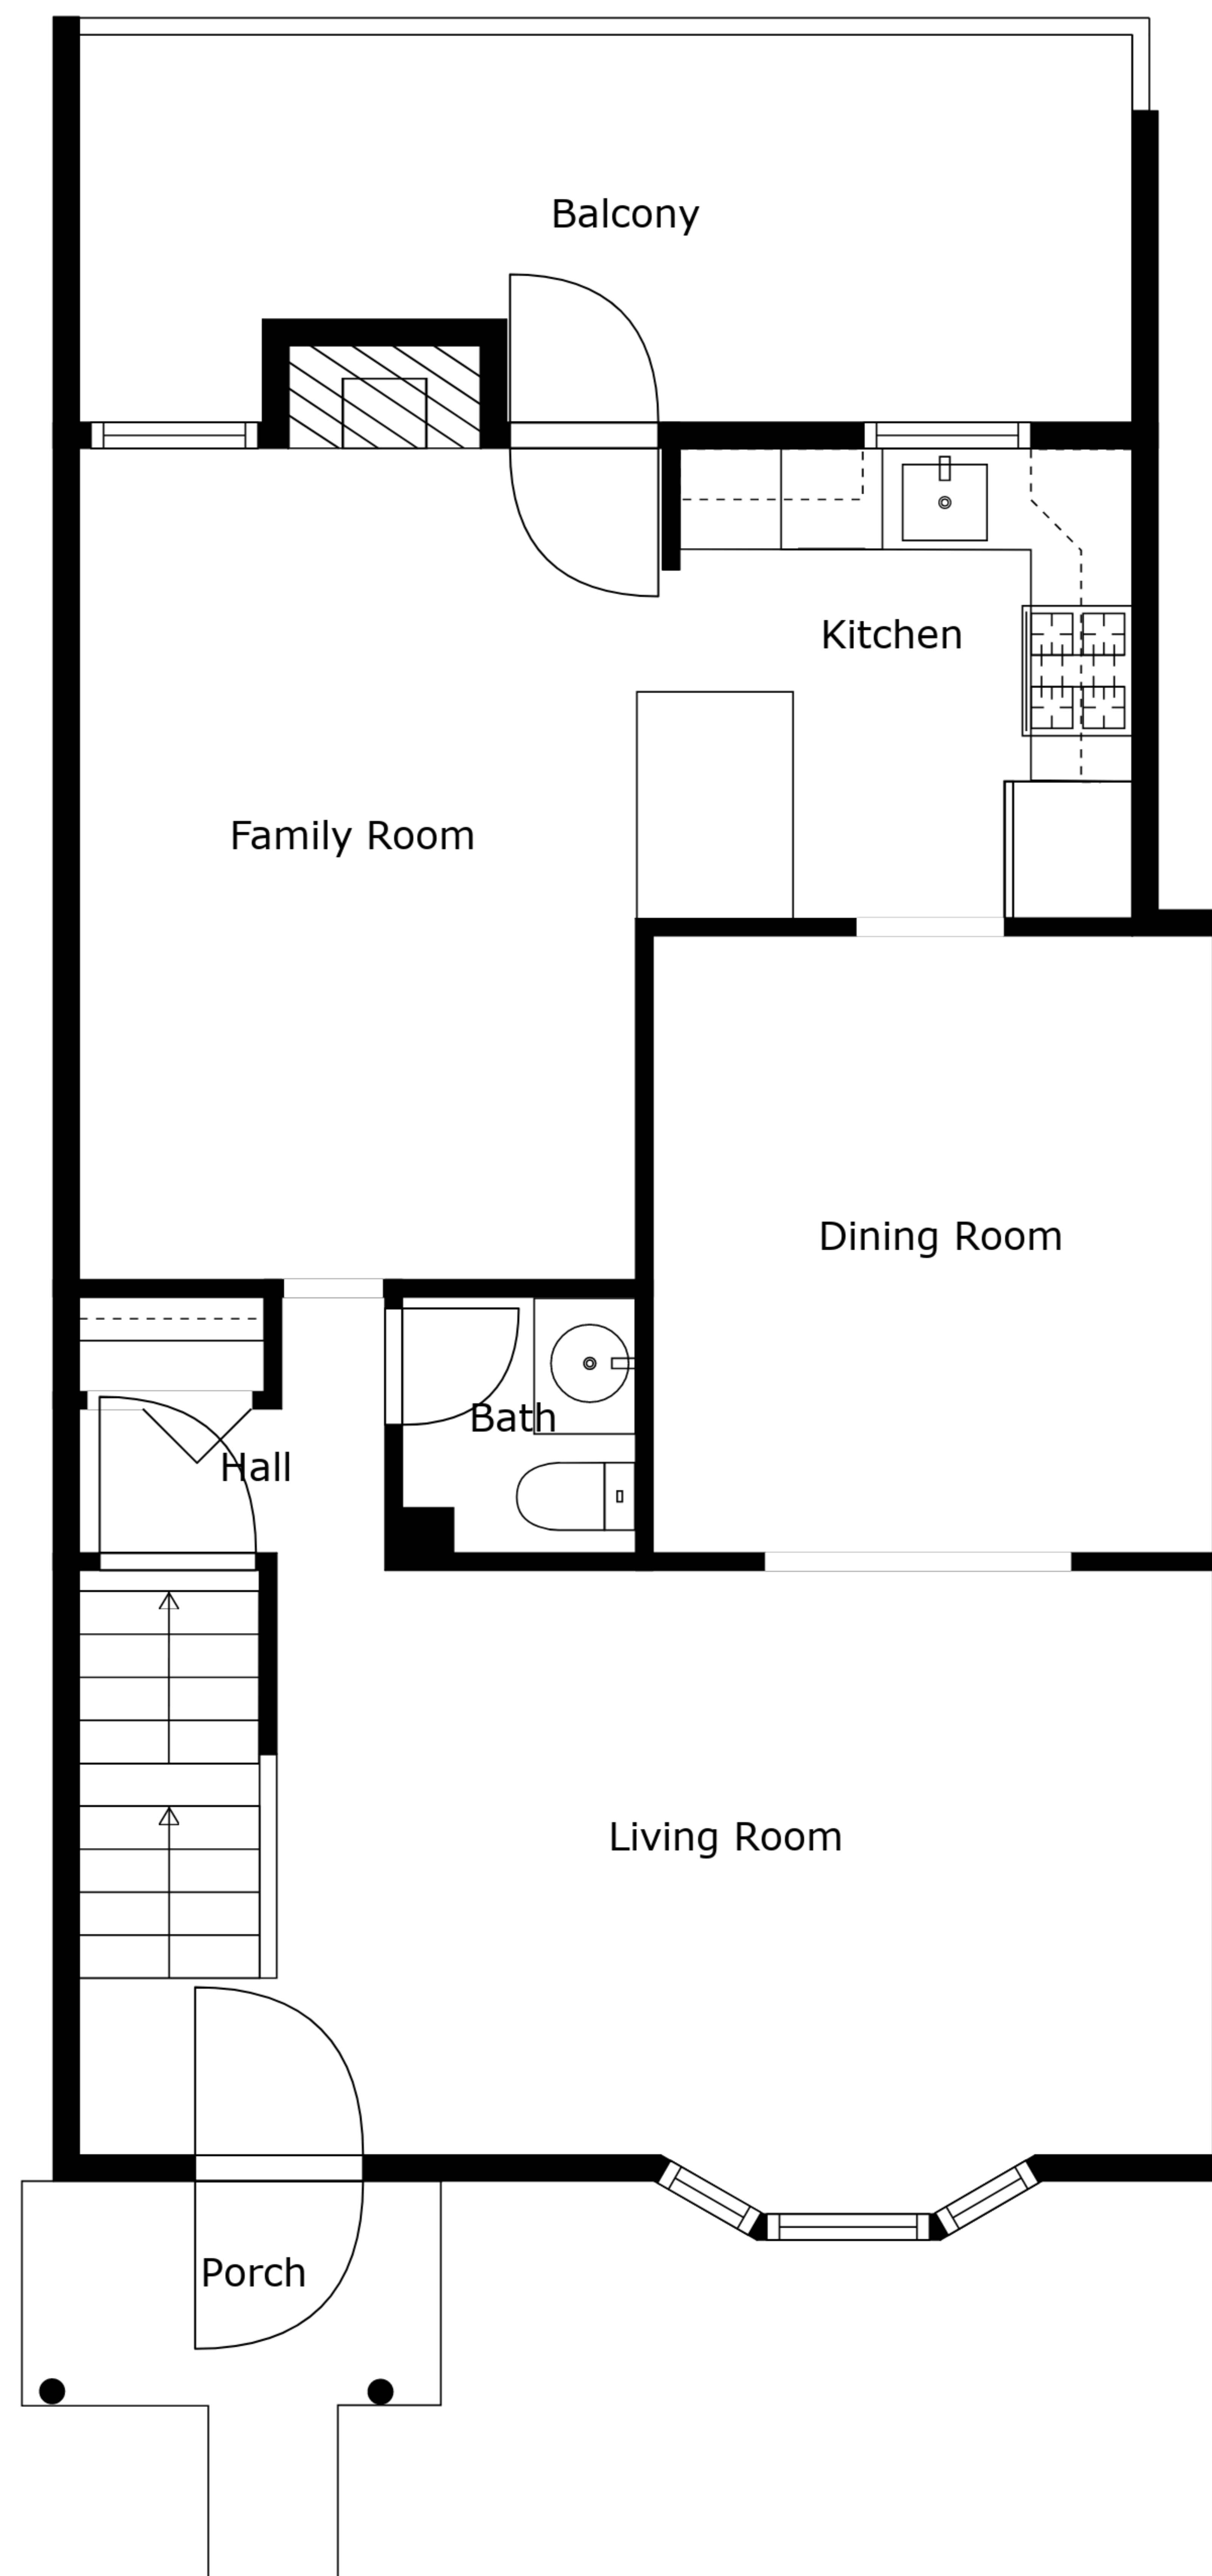 Balcony
Kitchen
Family Room
Dining Room
Bath
Hall
Living Room
Porch